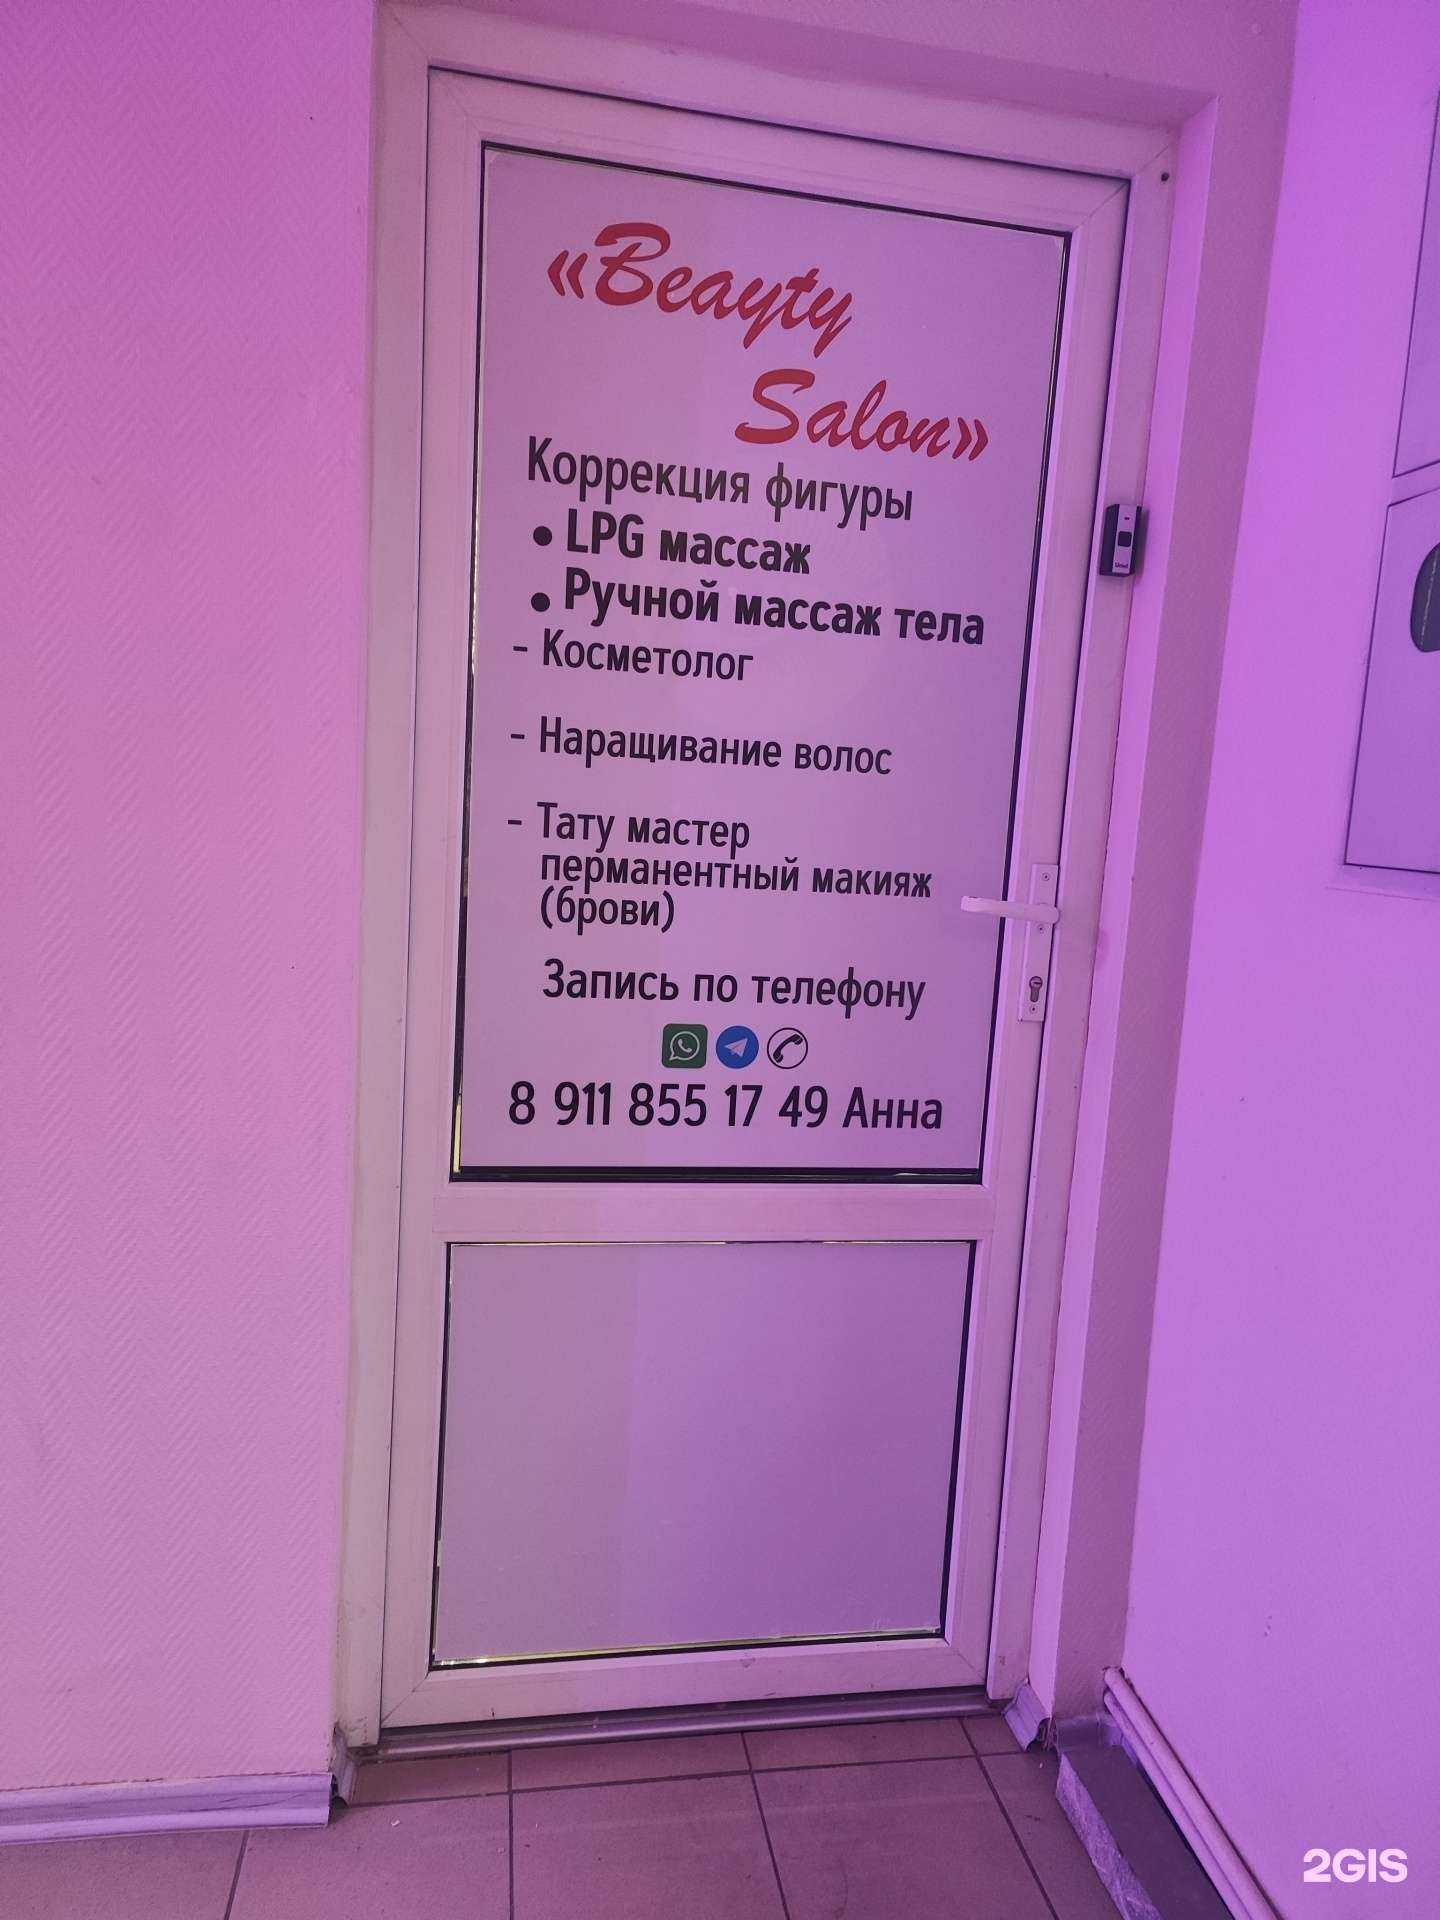 «Beayty
Salon»
Коррекция фигуры
• LPG массаж
• Ручной массаж тела
- Косметолог
- Наращивание волос
- Тату мастер
перманентный макияж
(брови)
Запись по телефону
8 911 855 17 49 Анна
2GIS